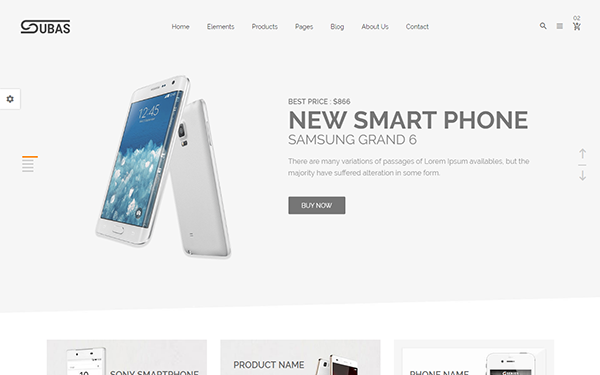 SUBAS
Home Elements Products Pages Blog About Us Contact
02
BEST PRICE : $866
NEW SMART PHONE
SAMSUNG GRAND 6
There are many variations of passages of Lorem Ipsum availables, but the
majority have suffered alteration in some form.
BUY NOW
SONY SMARTPHONE
PRODUCT NAME
PHONE NAME